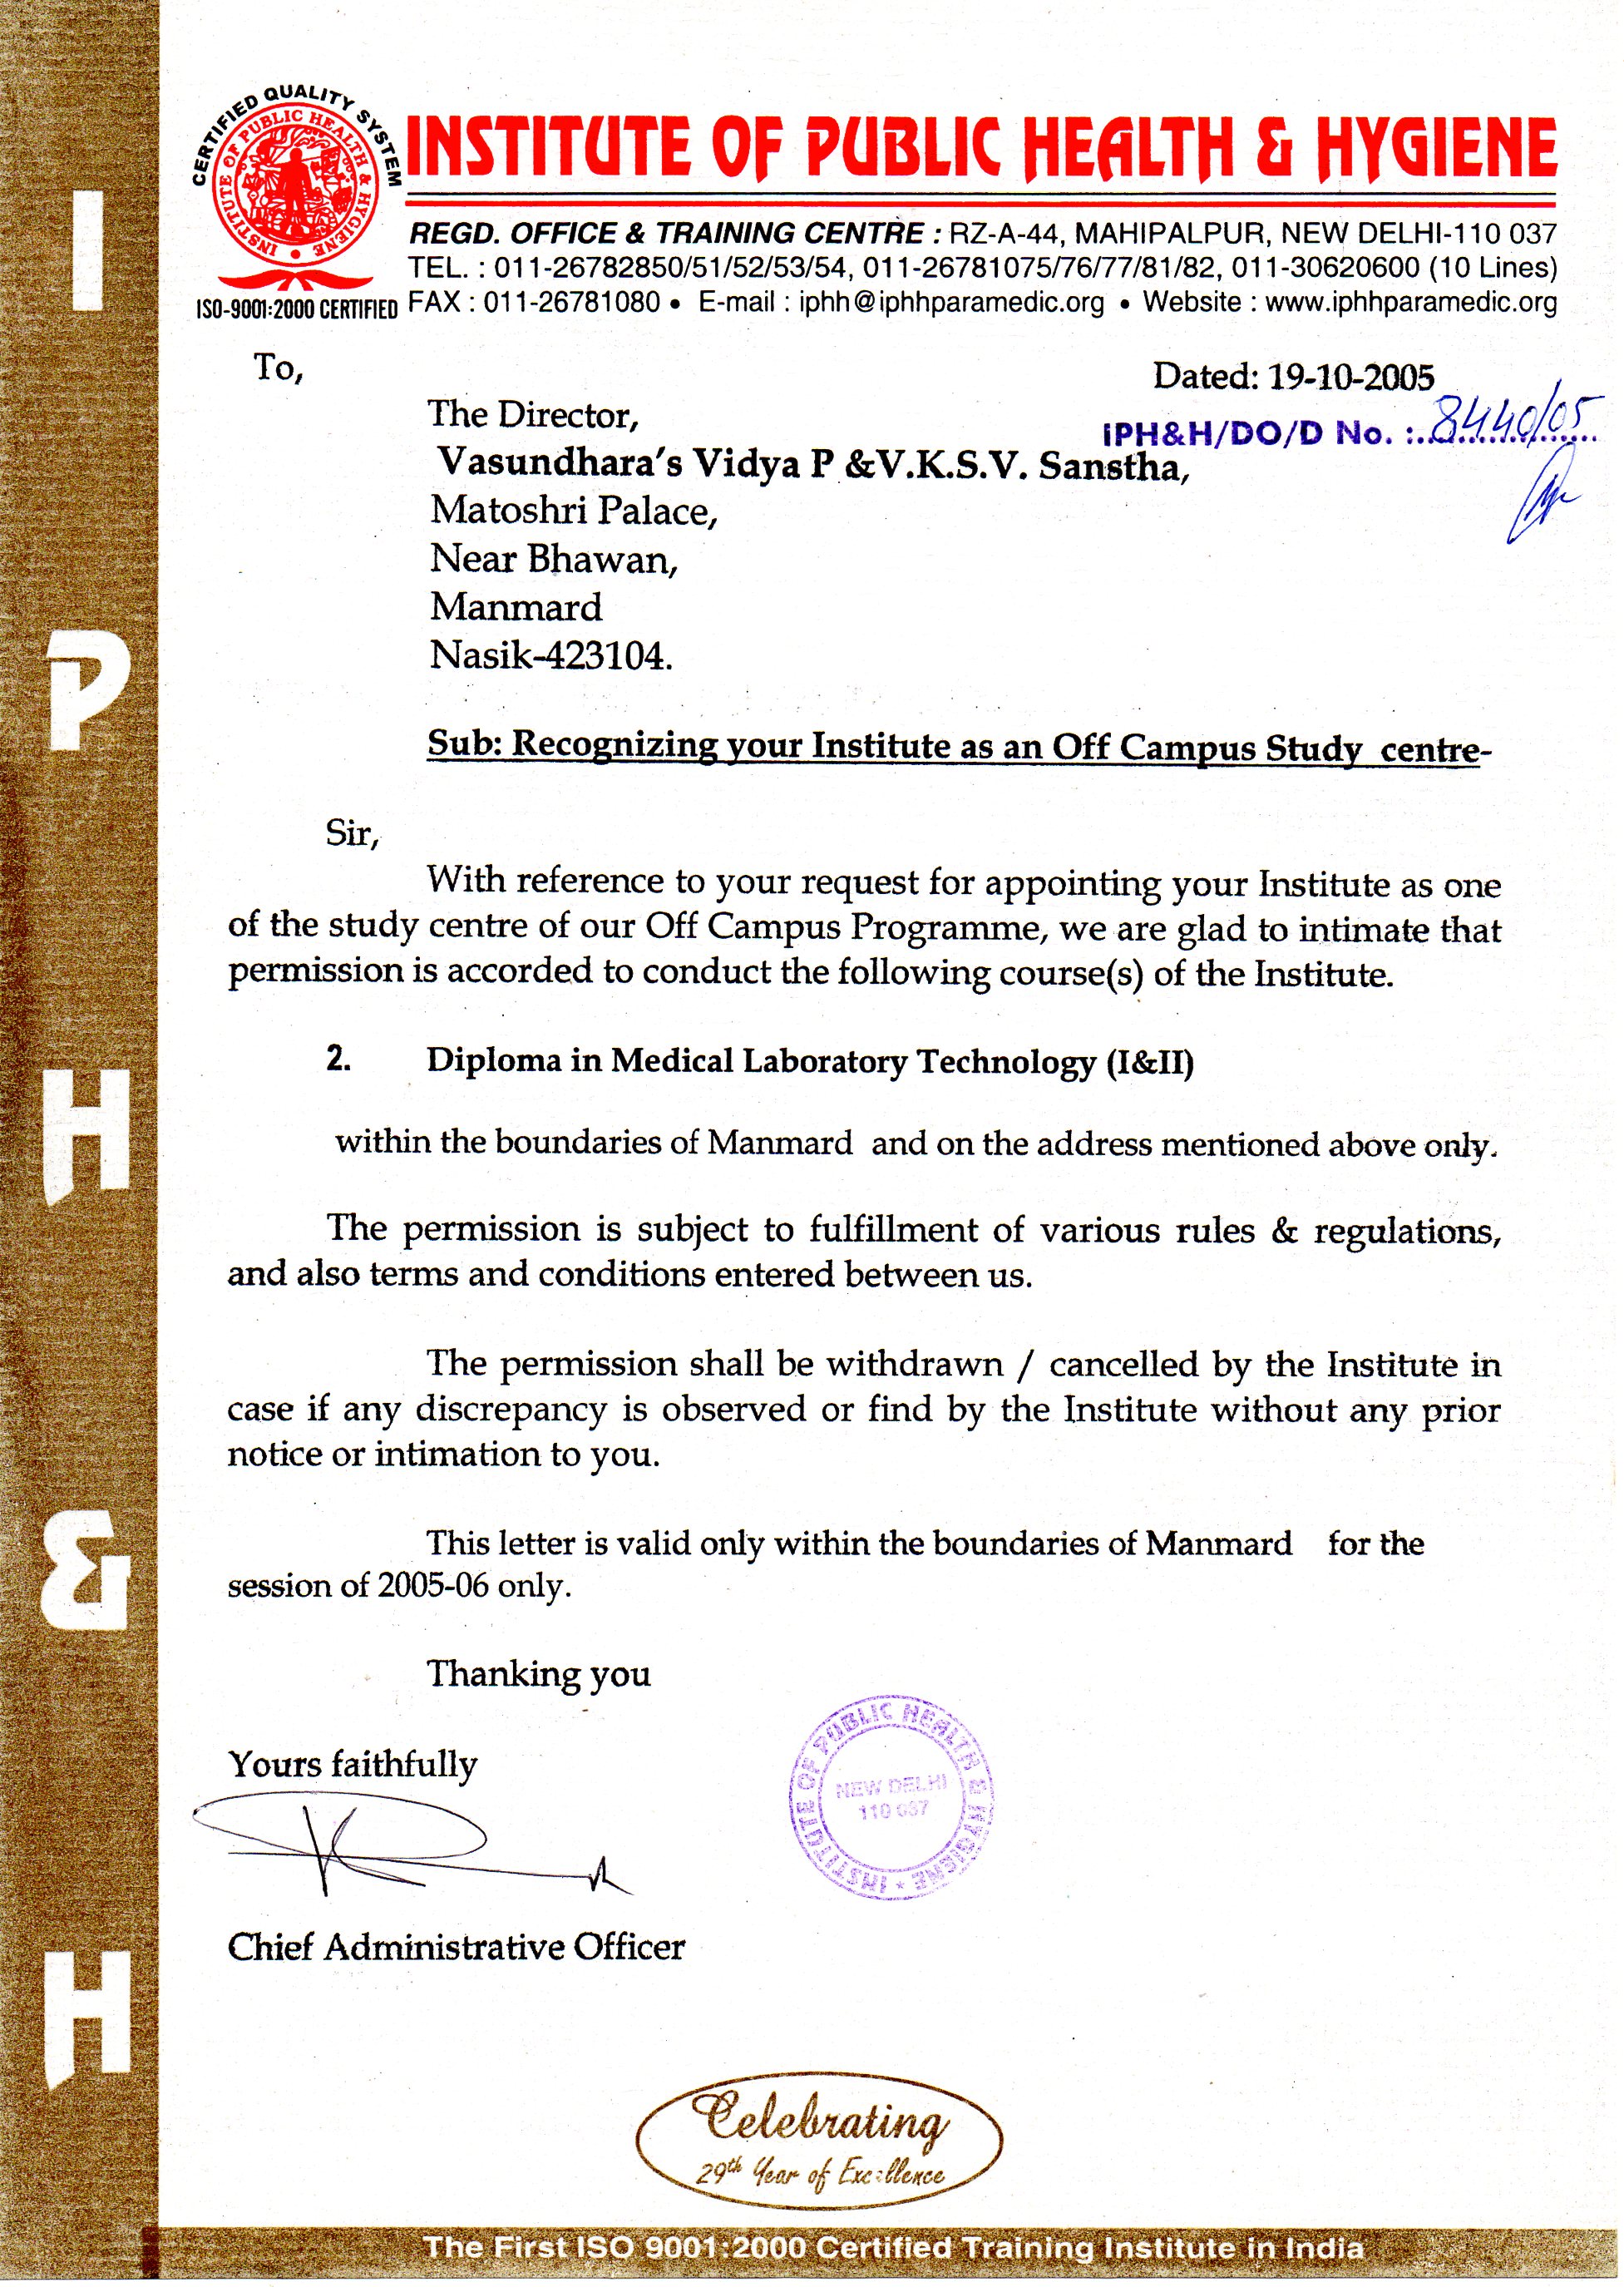 CERTIFIED QUALITY SYSTEM
INSTITUTE OF PUBLIC HEALTH & HYGIENE
ISO-9001:2000 CERTIFIED
INSTITUTE OF PUBLIC HEALTH & HYGIENE
REGD. OFFICE & TRAINING CENTRE : RZ-A-44, MAHIPALPUR, NEW DELHI-110 037
TEL. : 011-26782850/51/52/53/54, 011-26781075/76/77/81/82, 011-30620600 (10 Lines)
FAX : 011-26781080 • E-mail : iphh@iphhparamedic.org • Website : www.iphhparamedic.org
I
P
H
&
H
To,
Dated: 19-10-2005
The Director,
IPH&H/DO/D No. : 8440/05
Vasundhara's Vidya P &V.K.S.V. Sanstha,
Matoshri Palace,
Near Bhawan,
Manmard
Nasik-423104.
Sub: Recognizing your Institute as an Off Campus Study centre-
Sir,
With reference to your request for appointing your Institute as one
of the study centre of our Off Campus Programme, we are glad to intimate that
permission is accorded to conduct the following course(s) of the Institute.
2. Diploma in Medical Laboratory Technology (I&II)
within the boundaries of Manmard and on the address mentioned above only.
The permission is subject to fulfillment of various rules & regulations,
and also terms and conditions entered between us.
The permission shall be withdrawn / cancelled by the Institute in
case if any discrepancy is observed or find by the Institute without any prior
notice or intimation to you.
This letter is valid only within the boundaries of Manmard for the
session of 2005-06 only.
Thanking you
Yours faithfully
INSTITUTE OF PUBLIC HEALTH & HYGIENE
NEW DELHI
110 037
Chief Administrative Officer
Celebrating
29th Year of Excellence
The First ISO 9001:2000 Certified Training Institute in India